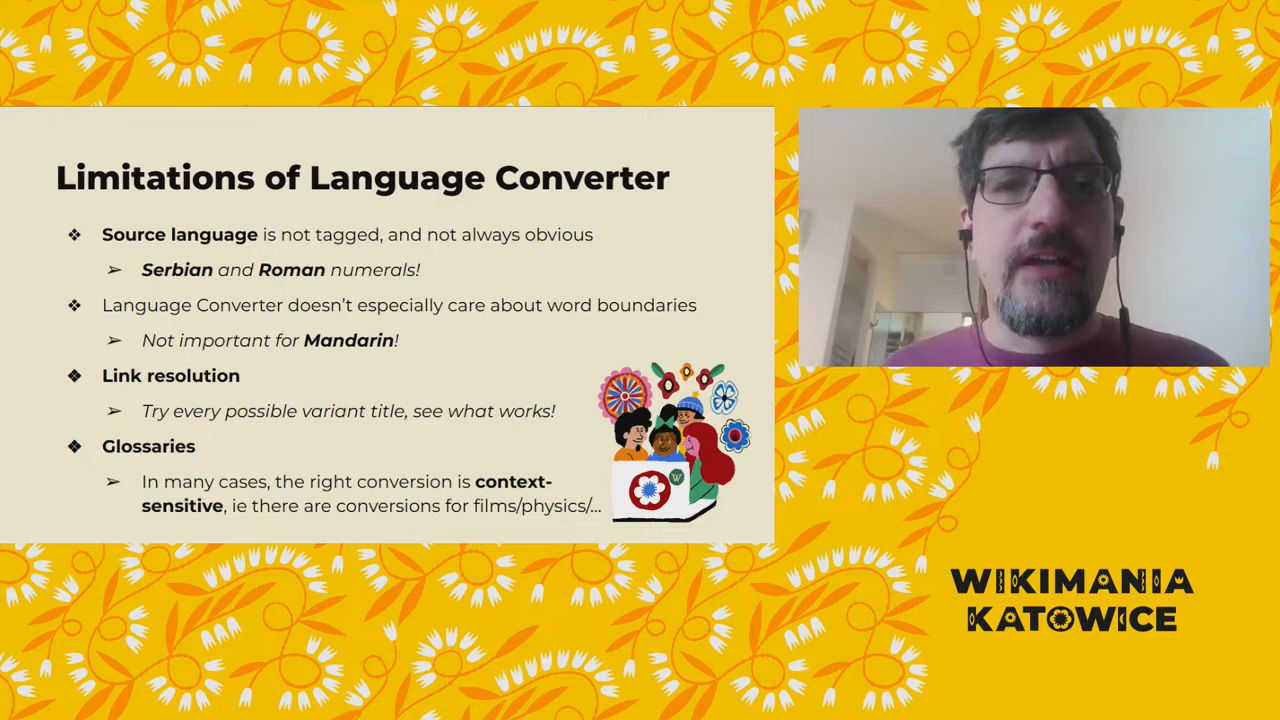 Limitations of Language Converter
❖ Source language is not tagged, and not always obvious
➢ Serbian and Roman numerals!
❖ Language Converter doesn’t especially care about word boundaries
➢ Not important for Mandarin!
❖ Link resolution
➢ Try every possible variant title, see what works!
❖ Glossaries
➢ In many cases, the right conversion is context-
sensitive, ie there are conversions for films/physics/...
W
WIKIMANIA
KATOWICE